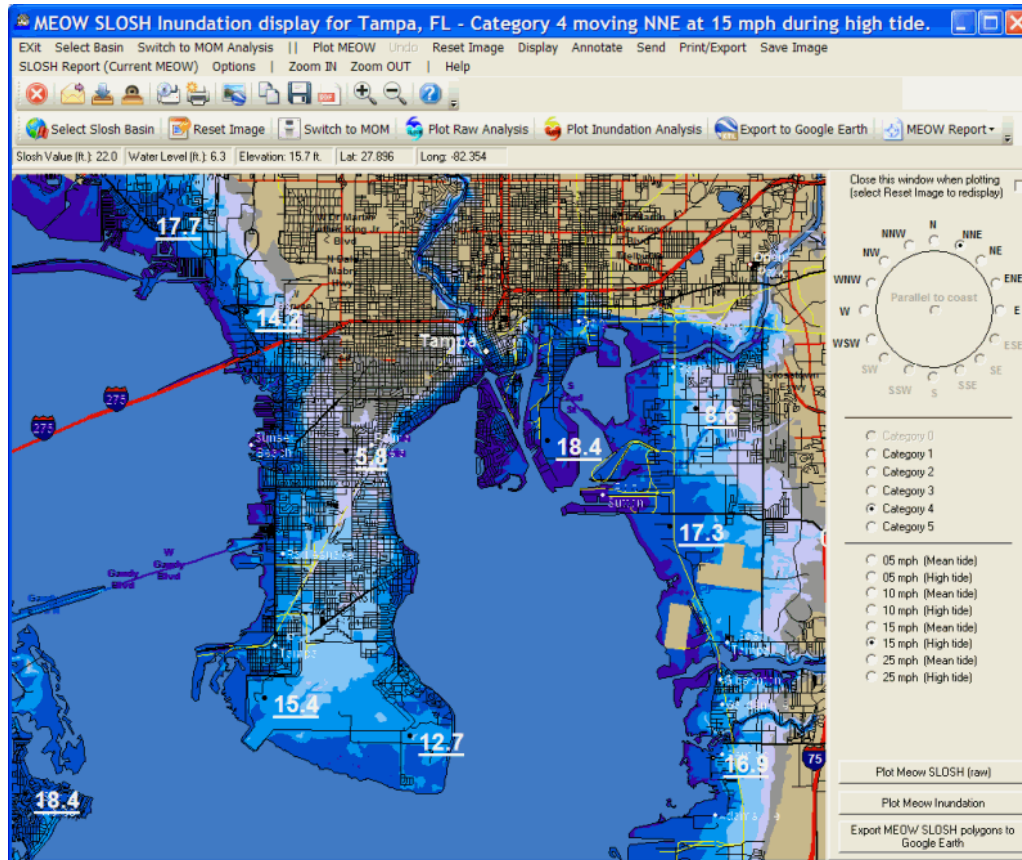 MEOW SLOSH Inundation display for Tampa, FL - Category 4 moving NNE at 15 mph during high tide.
EXit Select Basin Switch to MOM Analysis || Plot MEOW Undo Reset Image Display Annotate Send Print/Export Save Image
SLOSH Report (Current MEOW) Options | Zoom IN Zoom OUT | Help
Select Slosh Basin Reset Image Switch to MOM Plot Raw Analysis Plot Inundation Analysis Export to Google Earth MEOW Report
Slosh Value (ft.): 22.0 Water Level (ft.): 6.3 Elevation: 15.7 ft. Lat: 27.896 Long: -82.354
Close this window when plotting
(select Reset Image to redisplay)
N
NNW NNE
NW NE
WNW ENE
Parallel to coast
W E
WSW ESE
SW SE
SSW SSE
S
Category 0
Category 1
Category 2
Category 3
Category 4
Category 5
05 mph (Mean tide)
05 mph (High tide)
10 mph (Mean tide)
10 mph (High tide)
15 mph (Mean tide)
15 mph (High tide)
25 mph (Mean tide)
25 mph (High tide)
Plot Meow SLOSH (raw)
Plot Meow Inundation
Export MEOW SLOSH polygons to
Google Earth
17.7
14.2
Tampa
275
275
8.6
Sunset
Beach
5.8
18.4
17.3
W
Gandy
Blvd
W
Gandy
Blvd
Tampa
15.4
12.7
16.9
75
18.4